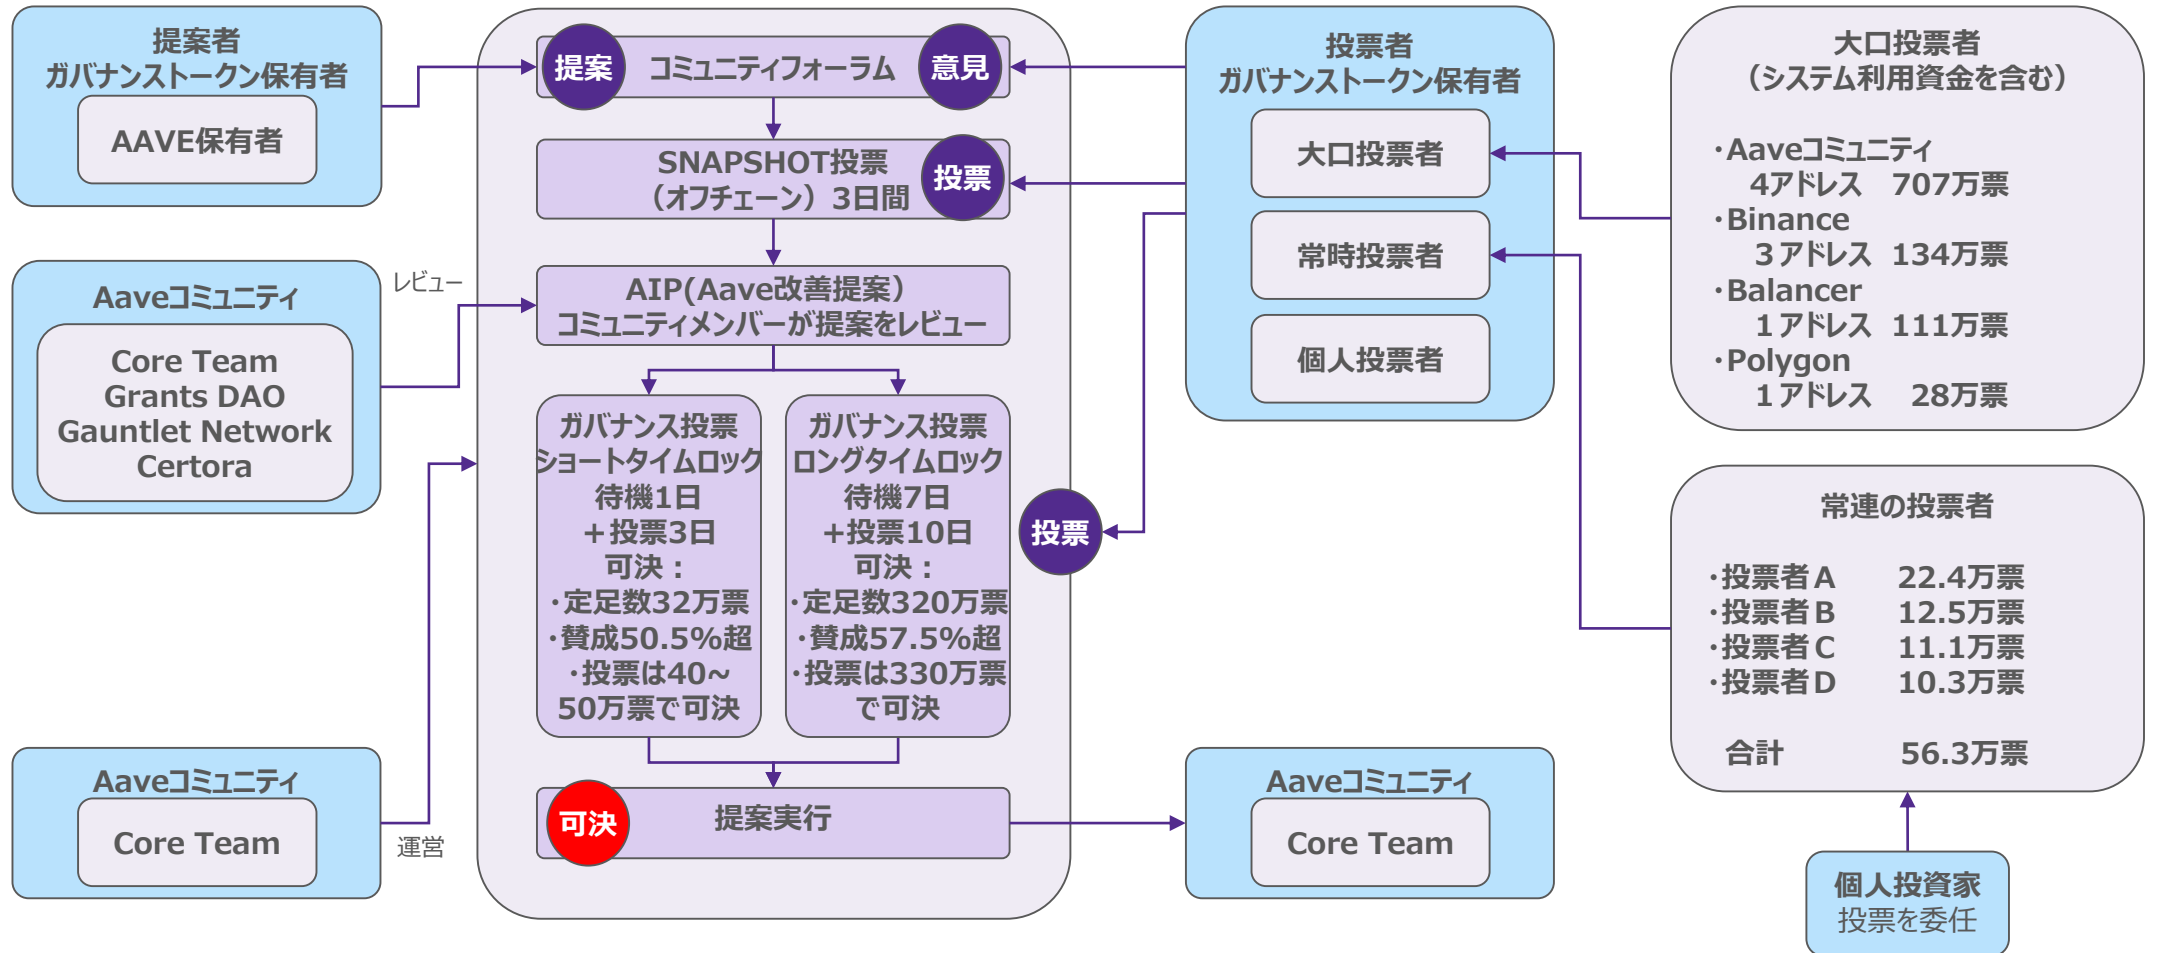 提案者
ガバナンストークン保有者
AAVE保有者
Aaveコミュニティ
Core Team
Grants DAO
Gauntlet Network
Certora
レビュー
Aaveコミュニティ
Core Team
運営
提案
コミュニティフォーラム
意見
SNAPSHOT投票
（オフチェーン）3日間
投票
AIP(Aave改善提案）
コミュニティメンバーが提案をレビュー
ガバナンス投票
ショートタイムロック
待機1日
＋投票3日
可決：
・定足数32万票
・賛成50.5%超
・投票は40~
50万票で可決
ガバナンス投票
ロングタイムロック
待機7日
+投票10日
可決：
・定足数320万票
・賛成57.5%超
・投票は330万票
で可決
投票
可決
提案実行
投票者
ガバナンストークン保有者
大口投票者
常時投票者
個人投票者
Aaveコミュニティ
Core Team
大口投票者
（システム利用資金を含む）
・Aaveコミュニティ
4アドレス 707万票
・Binance
３アドレス 134万票
・Balancer
１アドレス 111万票
・Polygon
１アドレス 28万票
常連の投票者
・投票者Ａ 22.4万票
・投票者Ｂ 12.5万票
・投票者Ｃ 11.1万票
・投票者Ｄ 10.3万票
合計 56.3万票
個人投資家
投票を委任